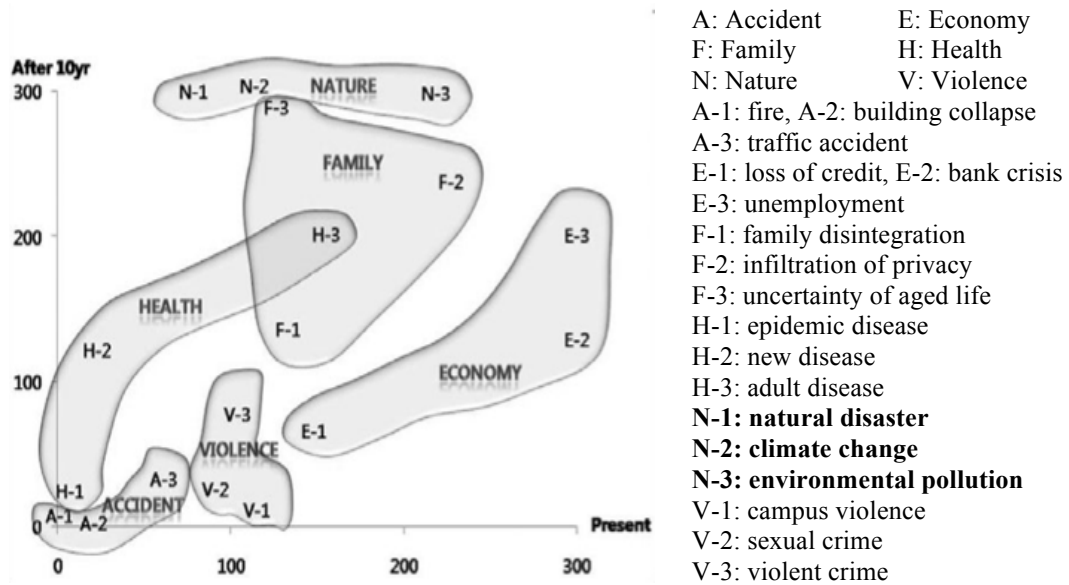 After 10yr
300
N-1
N-2
NATURE
N-3
F-3
FAMILY
F-2
200
H-3
E-3
HEALTH
F-1
E-2
H-2
ECONOMY
100
V-3
E-1
VIOLENCE
A-3
V-2
H-1
ACCIDENT
V-1
A-1
A-2
0
Present
0
100
200
300
A: Accident E: Economy
F: Family H: Health
N: Nature V: Violence
A-1: fire, A-2: building collapse
A-3: traffic accident
E-1: loss of credit, E-2: bank crisis
E-3: unemployment
F-1: family disintegration
F-2: infiltration of privacy
F-3: uncertainty of aged life
H-1: epidemic disease
H-2: new disease
H-3: adult disease
N-1: natural disaster
N-2: climate change
N-3: environmental pollution
V-1: campus violence
V-2: sexual crime
V-3: violent crime